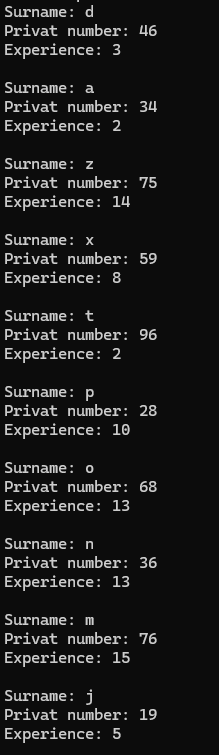 Surname: d
Privat number: 46
Experience: 3
Surname: a
Privat number: 34
Experience: 2
Surname: z
Privat number: 75
Experience: 14
Surname: x
Privat number: 59
Experience: 8
Surname: t
Privat number: 96
Experience: 2
Surname: p
Privat number: 28
Experience: 10
Surname: o
Privat number: 68
Experience: 13
Surname: n
Privat number: 36
Experience: 13
Surname: m
Privat number: 76
Experience: 15
Surname: j
Privat number: 19
Experience: 5